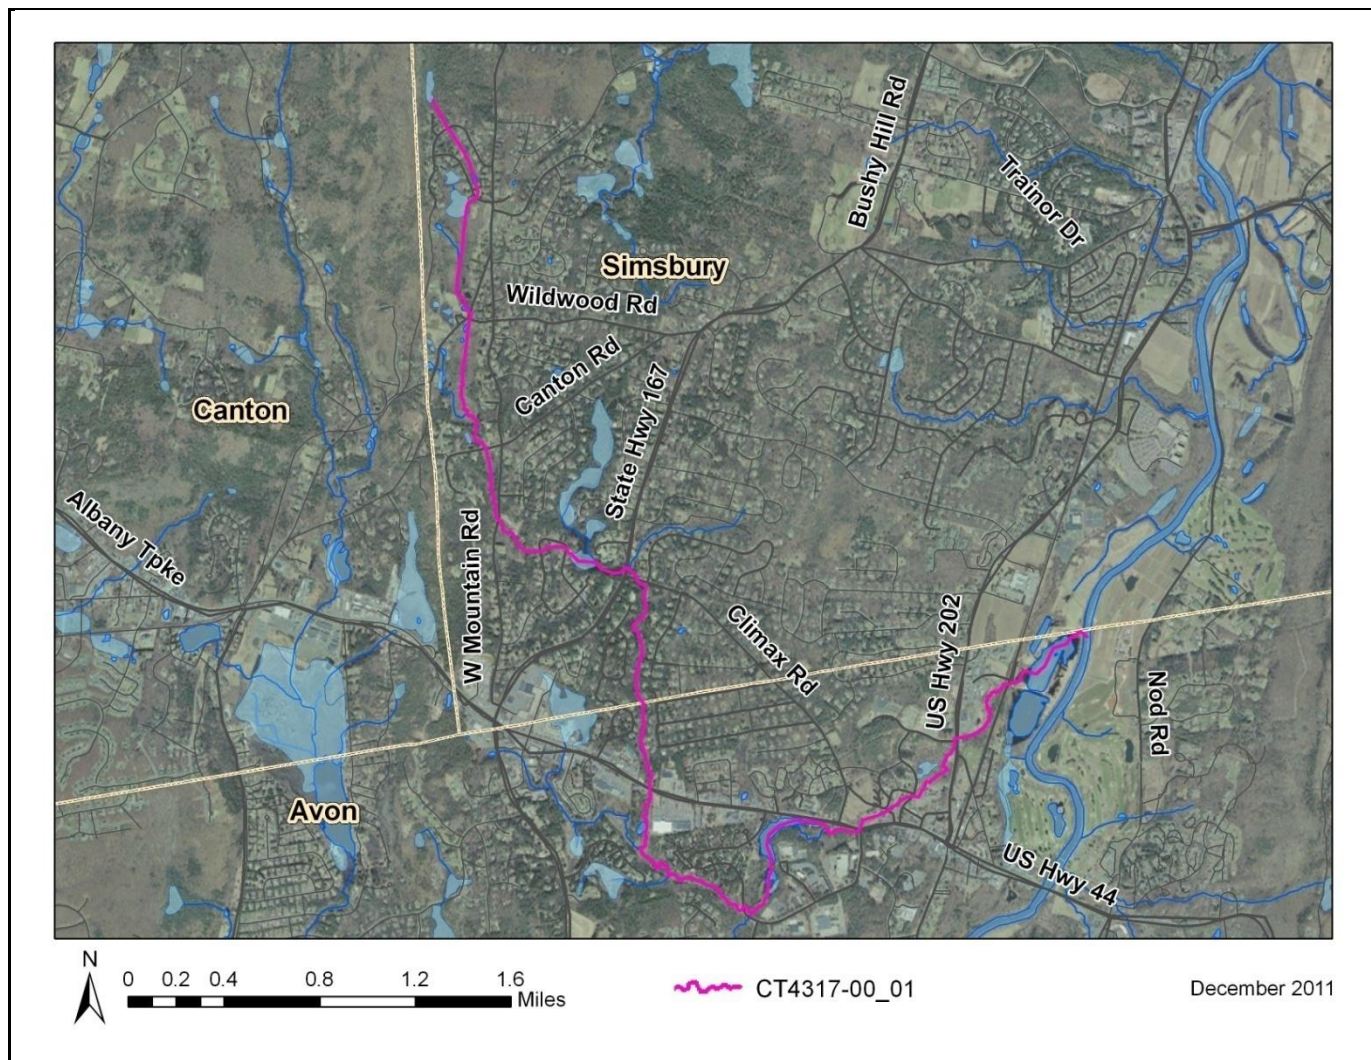 Bushy Hill Rd
Trainor Dr
Simsbury
Wildwood Rd
Canton Rd
State Hwy 167
Canton
Albany Tpke
W Mountain Rd
Climax Rd
US Hwy 202
Nod Rd
Avon
US Hwy 44
N
0 0.2 0.4 0.8 1.2 1.6
Miles
CT4317-00_01
December 2011